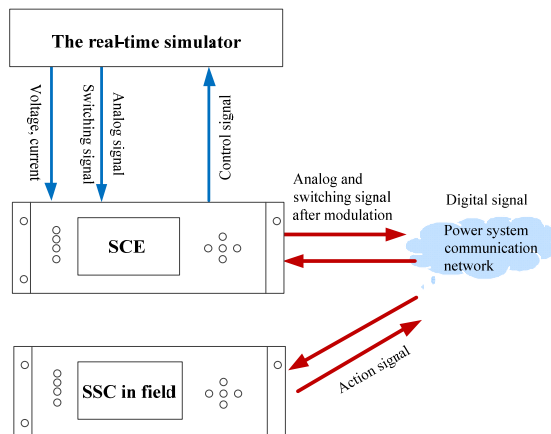 The real-time simulator
Voltage, current
Switching signal
Analog signal
Control signal
Analog and
switching signal
after modulation
Digital signal
SCE
Power system
communication
network
SSC in field
Action signal